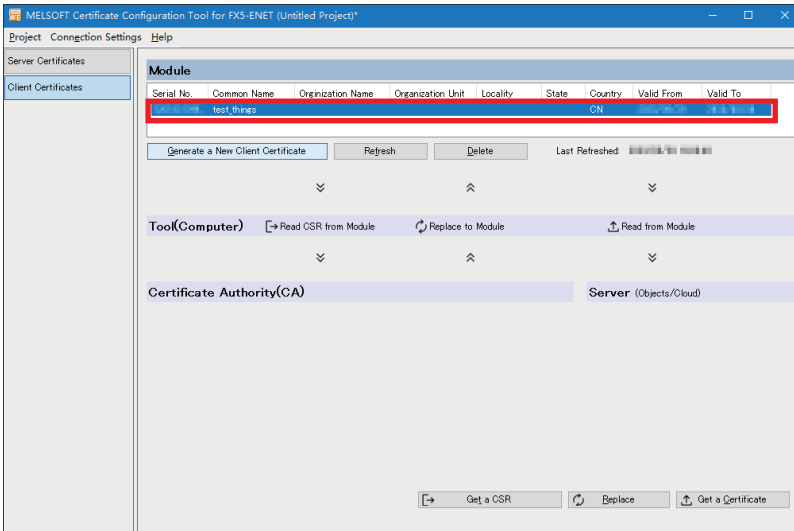 MELSOFT Certificate Configuration Tool for FX5-ENET (Untitled Project)*
Project Connection Settings Help
Server Certificates
Client Certificates
Module
Serial No. Common Name Orginization Name Organization Unit Locality State Country Valid From Valid To
test_things CN
Generate a New Client Certificate Refresh Delete Last Refreshed:
Tool(Computer) Read CSR from Module Replace to Module Read from Module
Certificate Authority(CA) Server (Objects/Cloud)
Get a CSR Replace Get a Certificate